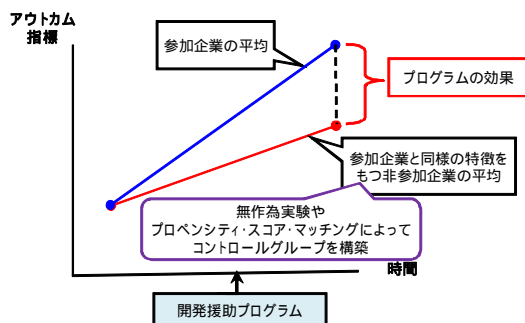 アウトカム
指標
参加企業の平均
プログラムの効果
参加企業と同様の特徴を
もつ非参加企業の平均
無作為実験や
プロペンシティ・スコア・マッチングによって
コントロールグループを構築
時間
開発援助プログラム